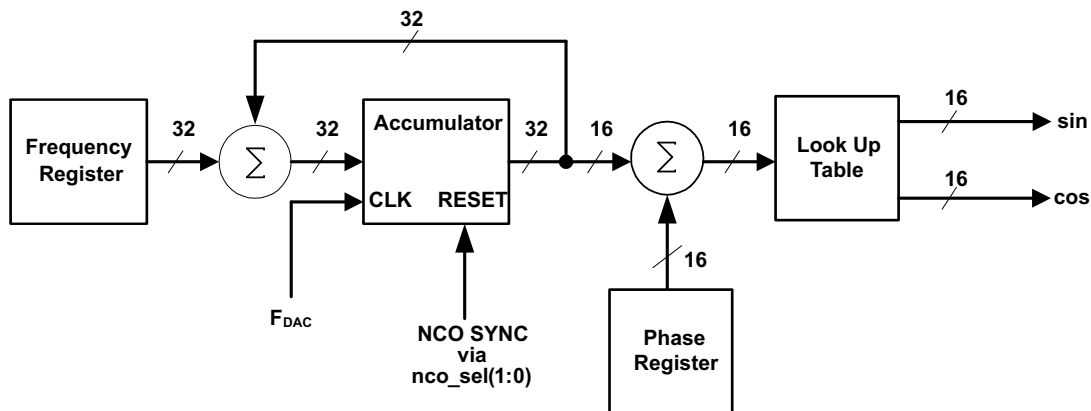 32
Frequency
Register
32
Σ
32
Accumulator
CLK RESET
32
16
Σ
16
Look Up
Table
16
sin
16
cos
F_DAC
NCO SYNC
via
nco_sel(1:0)
16
Phase
Register